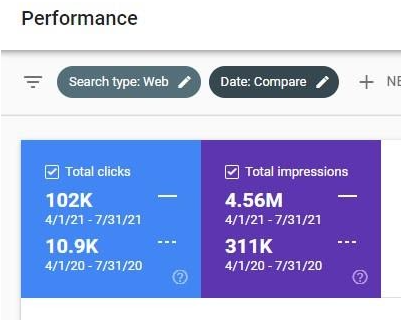 Performance
Search type: Web Date: Compare + NE
Total clicks
102K
4/1/21 - 7/31/21
10.9K
4/1/20 - 7/31/20
Total impressions
4.56M
4/1/21 - 7/31/21
311K
4/1/20 - 7/31/20